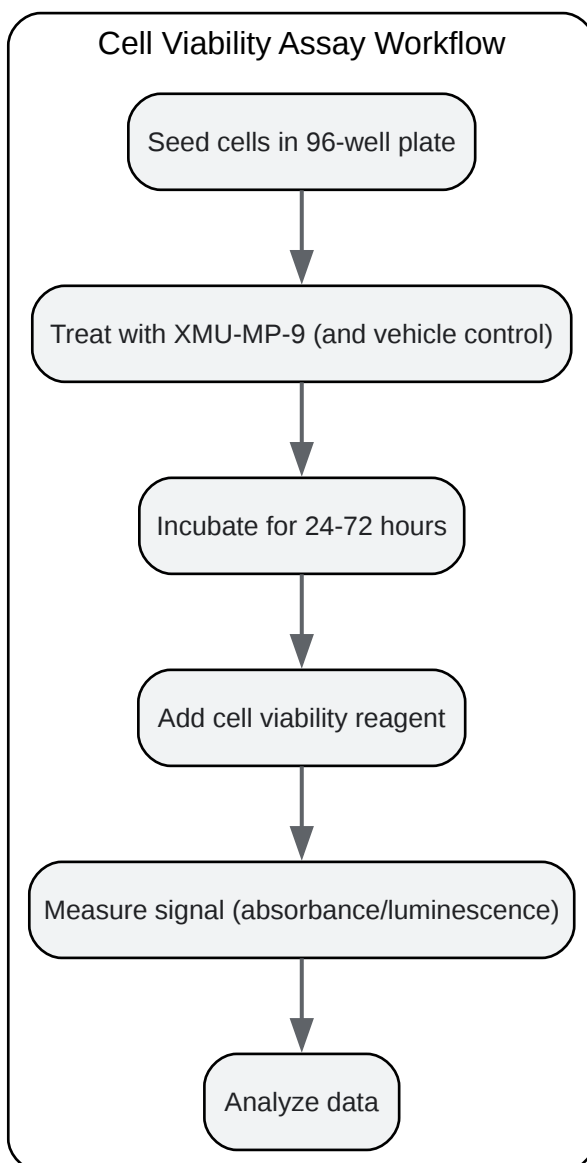 Cell Viability Assay Workflow
Seed cells in 96-well plate
Treat with XMU-MP-9 (and vehicle control)
Incubate for 24-72 hours
Add cell viability reagent
Measure signal (absorbance/luminescence)
Analyze data